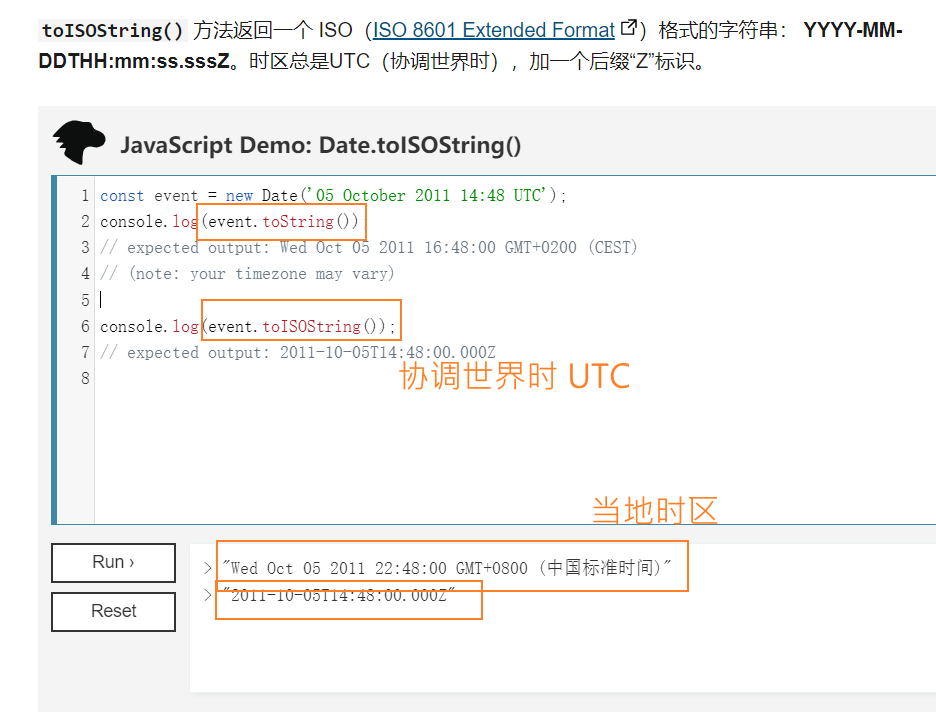 toISOString() 方法返回一个 ISO（ISO 8601 Extended Format）格式的字符串： YYYY-MM-
DDTHH:mm:ss.sssZ。时区总是UTC（协调世界时），加一个后缀“Z”标识。
JavaScript Demo: Date.toISOString()
1 const event = new Date('05 October 2011 14:48 UTC');
2 console.log(event.toString())
3 // expected output: Wed Oct 05 2011 16:48:00 GMT+0200 (CEST)
4 // (note: your timezone may vary)
5
6 console.log(event.toISOString());
7 // expected output: 2011-10-05T14:48:00.000Z
8
协调世界时 UTC
当地时区
Run ›
Reset
> "Wed Oct 05 2011 22:48:00 GMT+0800 (中国标准时间)"
> "2011-10-05T14:48:00.000Z"